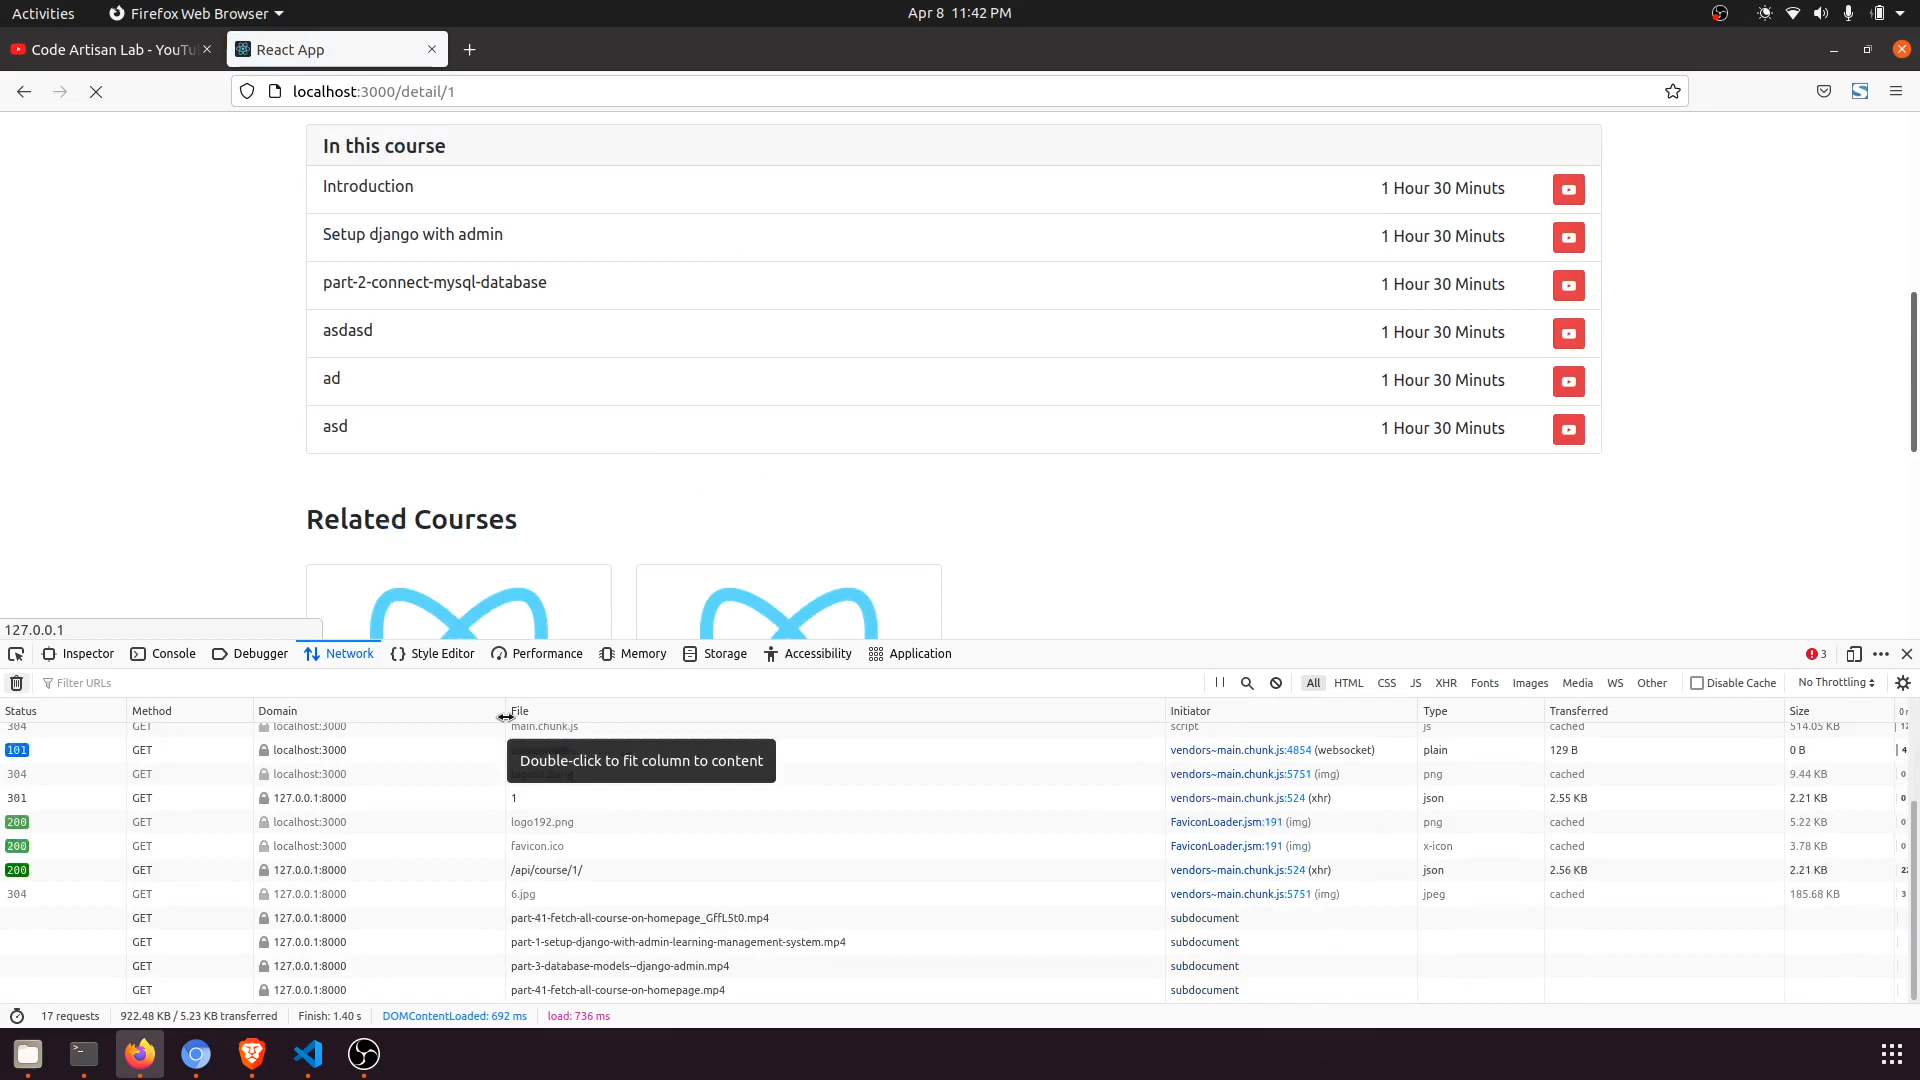 Activities Firefox Web Browser Apr 8 11:42 PM
Code Artisan Lab - YouTu React App
localhost:3000/detail/1
In this course
Introduction 1 Hour 30 Minuts
Setup django with admin 1 Hour 30 Minuts
part-2-connect-mysql-database 1 Hour 30 Minuts
asdasd 1 Hour 30 Minuts
ad 1 Hour 30 Minuts
asd 1 Hour 30 Minuts
Related Courses
127.0.0.1
Inspector Console Debugger Network Style Editor Performance Memory Storage Accessibility Application 3
Filter URLs All HTML CSS JS XHR Fonts Images Media WS Other Disable Cache No Throttling
Status Method Domain File Initiator Type Transferred Size
304 GET localhost:3000 main.chunk.js script js cached 514.05 KB
101 GET localhost:3000 vendors~main.chunk.js:4854 (websocket) plain 129 B 0 B
Double-click to fit column to content
304 GET localhost:3000 vendors~main.chunk.js:5751 (img) png cached 9.44 KB
301 GET 127.0.0.1:8000 1 vendors~main.chunk.js:524 (xhr) json 2.55 KB 2.21 KB
200 GET localhost:3000 logo192.png FaviconLoader.jsm:191 (img) png cached 5.22 KB
200 GET localhost:3000 favicon.ico FaviconLoader.jsm:191 (img) x-icon cached 3.78 KB
200 GET 127.0.0.1:8000 /api/course/1/ vendors~main.chunk.js:524 (xhr) json 2.56 KB 2.21 KB
304 GET 127.0.0.1:8000 6.jpg vendors~main.chunk.js:5751 (img) jpeg cached 185.68 KB
GET 127.0.0.1:8000 part-41-fetch-all-course-on-homepage_GffL5t0.mp4 subdocument
GET 127.0.0.1:8000 part-1-setup-django-with-admin-learning-management-system.mp4 subdocument
GET 127.0.0.1:8000 part-3-database-models--django-admin.mp4 subdocument
GET 127.0.0.1:8000 part-41-fetch-all-course-on-homepage.mp4 subdocument
17 requests 922.48 KB / 5.23 KB transferred Finish: 1.40 s DOMContentLoaded: 692 ms load: 736 ms